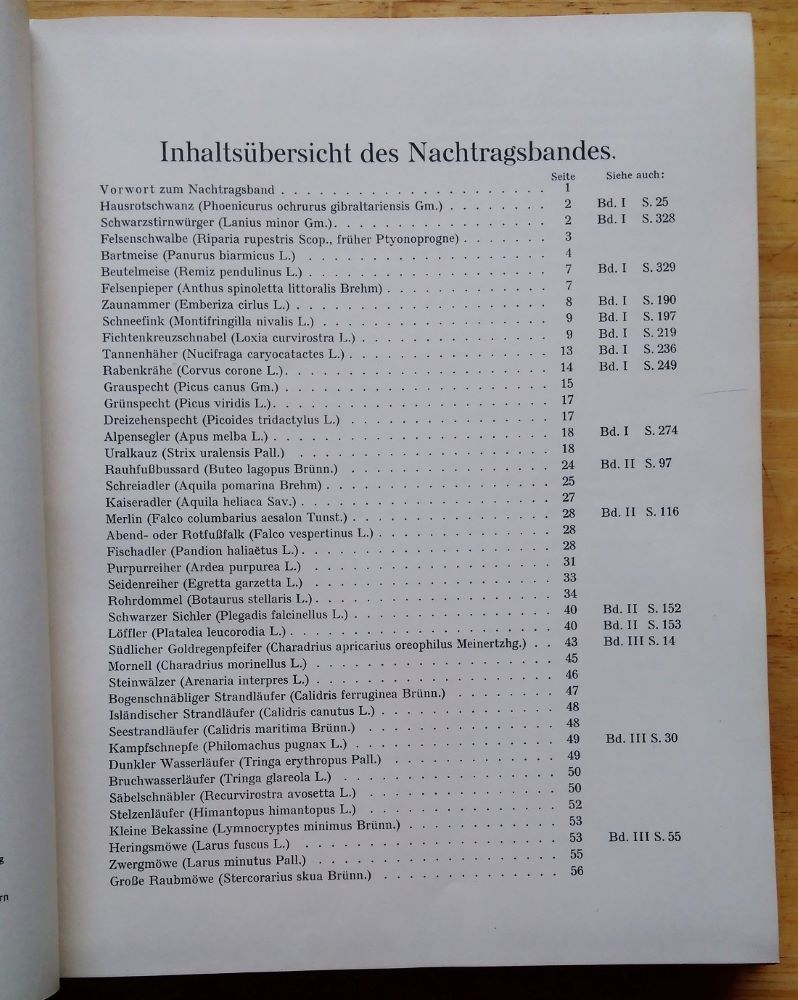 Inhaltsübersicht des Nachtragsbandes.
Seite Siehe auch:
Vorwort zum Nachtragsband . . . . . . . . . . . . . . . . . . . . 1
Hausrotschwanz (Phoenicurus ochrurus gibraltariensis Gm.) . . . . . . . . 2 Bd. I S. 25
Schwarzstirnwürger (Lanius minor Gm.) . . . . . . . . . . . . . . . . 2 Bd. I S. 328
Felsenschwalbe (Riparia rupestris Scop., früher Ptyonoprogne) . . . . . . . 3
Bartmeise (Panurus biarmicus L.) . . . . . . . . . . . . . . . . . . 4
Beutelmeise (Remiz pendulinus L.) . . . . . . . . . . . . . . . . . . 7 Bd. I S. 329
Felsenpieper (Anthus spinoletta littoralis Brehm) . . . . . . . . . . . . 7
Zaunammer (Emberiza cirlus L.) . . . . . . . . . . . . . . . . . . . 8 Bd. I S. 190
Schneefink (Montifringilla nivalis L.) . . . . . . . . . . . . . . . . . 9 Bd. I S. 197
Fichtenkreuzschnabel (Loxia curvirostra L.) . . . . . . . . . . . . . . 9 Bd. I S. 219
Tannenhäher (Nucifraga caryocatactes L.) . . . . . . . . . . . . . . . 13 Bd. I S. 236
Rabenkrähe (Corvus corone L.) . . . . . . . . . . . . . . . . . . . 14 Bd. I S. 249
Grauspecht (Picus canus Gm.) . . . . . . . . . . . . . . . . . . . . 15
Grünspecht (Picus viridis L.) . . . . . . . . . . . . . . . . . . . . 17
Dreizehenspecht (Picoides tridactylus L.) . . . . . . . . . . . . . . . 17
Alpensegler (Apus melba L.) . . . . . . . . . . . . . . . . . . . . 18 Bd. I S. 274
Uralkauz (Strix uralensis Pall.) . . . . . . . . . . . . . . . . . . . 18
Rauhfußbussard (Buteo lagopus Brünn.) . . . . . . . . . . . . . . . . 24 Bd. II S. 97
Schreiadler (Aquila pomarina Brehm) . . . . . . . . . . . . . . . . . 25
Kaiseradler (Aquila heliaca Sav.) . . . . . . . . . . . . . . . . . . . 27
Merlin (Falco columbarius aesalon Tunst.) . . . . . . . . . . . . . . . 28 Bd. II S. 116
Abend- oder Rotfußfalk (Falco vespertinus L.) . . . . . . . . . . . . . 28
Fischadler (Pandion haliaëtus L.) . . . . . . . . . . . . . . . . . . . 28
Purpurreiher (Ardea purpurea L.) . . . . . . . . . . . . . . . . . . 31
Seidenreiher (Egretta garzetta L.) . . . . . . . . . . . . . . . . . . 33
Rohrdommel (Botaurus stellaris L.) . . . . . . . . . . . . . . . . . . 34
Schwarzer Sichler (Plegadis falcinellus L.) . . . . . . . . . . . . . . . 40 Bd. II S. 152
Löffler (Platalea leucorodia L.) . . . . . . . . . . . . . . . . . . . . 40 Bd. II S. 153
Südlicher Goldregenpfeifer (Charadrius apricarius oreophilus Meinertzhg.) . . 43 Bd. III S. 14
Mornell (Charadrius morinellus L.) . . . . . . . . . . . . . . . . . . 45
Steinwälzer (Arenaria interpres L.) . . . . . . . . . . . . . . . . . . 46
Bogenschnäbliger Strandläufer (Calidris ferruginea Brünn.) . . . . . . . . 47
Isländischer Strandläufer (Calidris canutus L.) . . . . . . . . . . . . . 48
Seestrandläufer (Calidris maritima Brünn.) . . . . . . . . . . . . . . . 48
Kampfschnepfe (Philomachus pugnax L.) . . . . . . . . . . . . . . . . 49 Bd. III S. 30
Dunkler Wasserläufer (Tringa erythropus Pall.) . . . . . . . . . . . . . 49
Bruchwasserläufer (Tringa glareola L.) . . . . . . . . . . . . . . . . 50
Säbelschnäbler (Recurvirostra avosetta L.) . . . . . . . . . . . . . . . 50
Stelzenläufer (Himantopus himantopus L.) . . . . . . . . . . . . . . . 52
Kleine Bekassine (Lymnocryptes minimus Brünn.) . . . . . . . . . . . . 53
Heringsmöwe (Larus fuscus L.) . . . . . . . . . . . . . . . . . . . 53 Bd. III S. 55
Zwergmöwe (Larus minutus Pall.) . . . . . . . . . . . . . . . . . . 55
Große Raubmöwe (Stercorarius skua Brünn.) . . . . . . . . . . . . . . 56